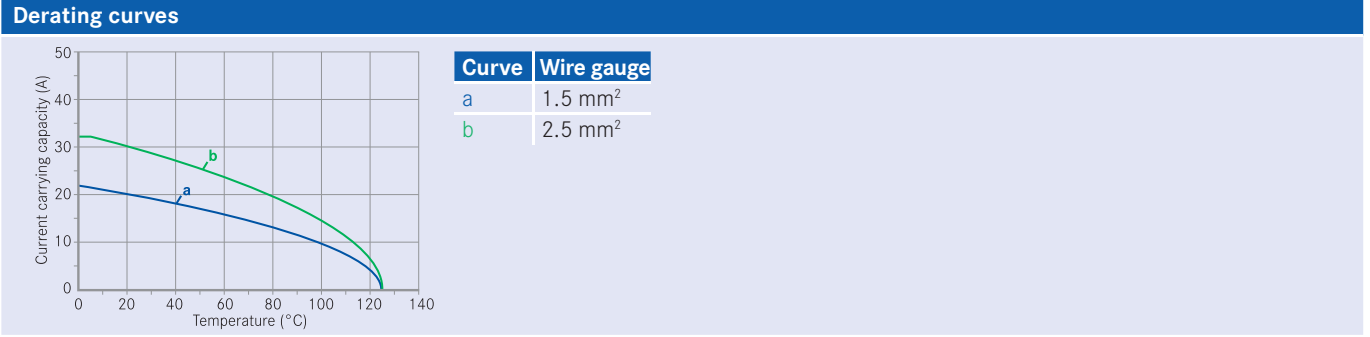 Derating curves
Current carrying capacity (A)
50
40
30
20
10
0
b
a
0 20 40 60 80 100 120 140
Temperature (°C)
Curve Wire gauge
a 1.5 mm²
b 2.5 mm²